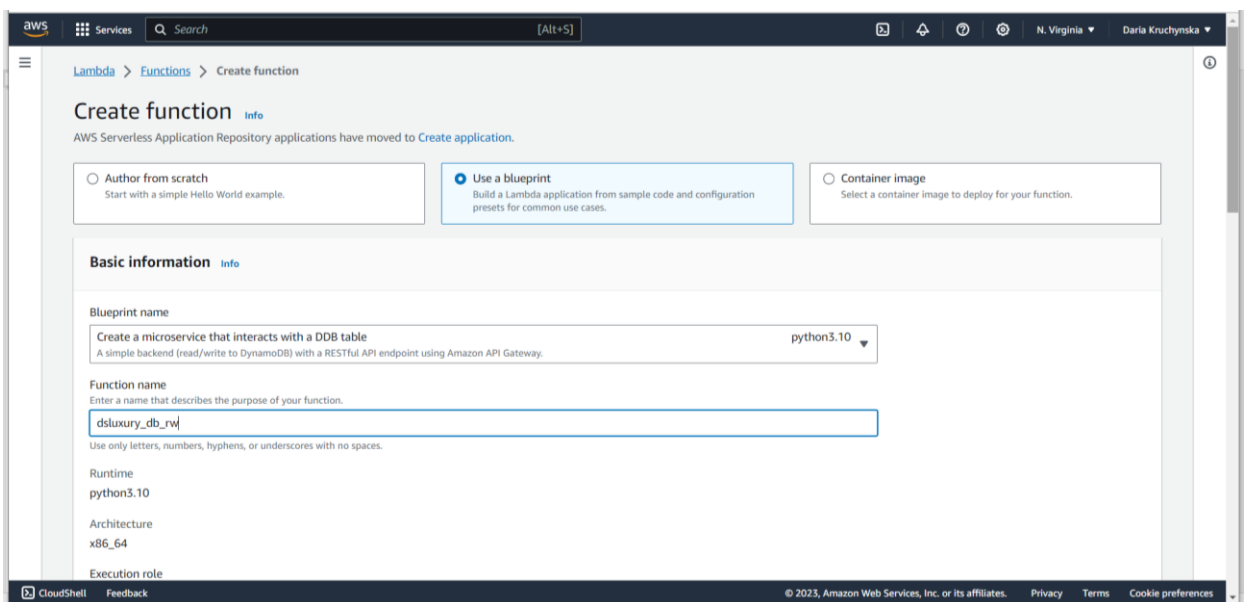 aws
Services
Search [Alt+S]
N. Virginia
Daria Kruchynska
Lambda > Functions > Create function
Create function Info
AWS Serverless Application Repository applications have moved to Create application.
Author from scratch
Start with a simple Hello World example.
Use a blueprint
Build a Lambda application from sample code and configuration
presets for common use cases.
Container image
Select a container image to deploy for your function.
Basic information Info
Blueprint name
Create a microservice that interacts with a DDB table python3.10
A simple backend (read/write to DynamoDB) with a RESTful API endpoint using Amazon API Gateway.
Function name
Enter a name that describes the purpose of your function.
dsluxury_db_rw
Use only letters, numbers, hyphens, or underscores with no spaces.
Runtime
python3.10
Architecture
x86_64
Execution role
CloudShell Feedback © 2023, Amazon Web Services, Inc. or its affiliates. Privacy Terms Cookie preferences